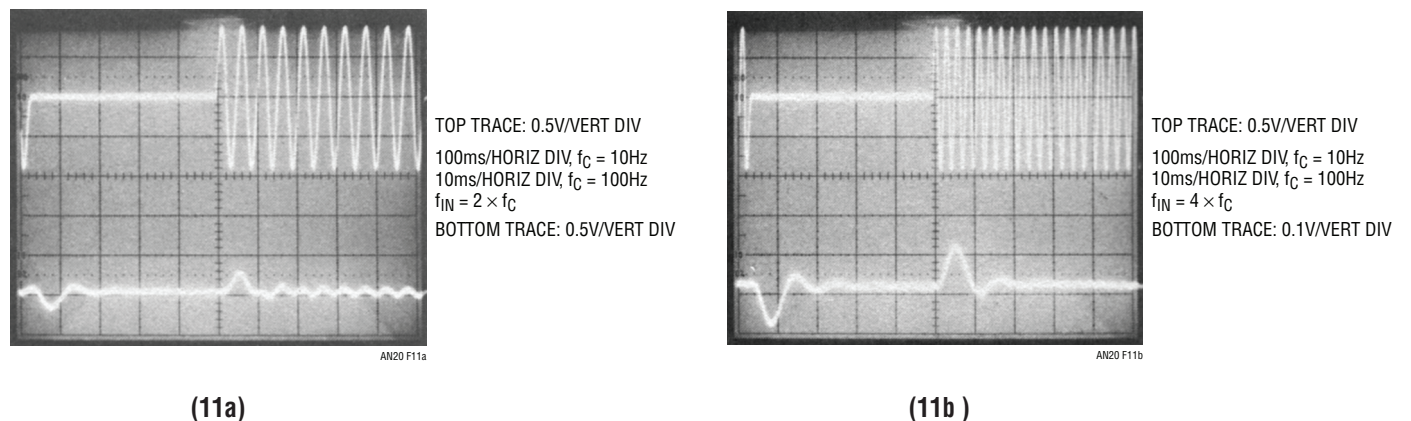 TOP TRACE: 0.5V/VERT DIV
100ms/HORIZ DIV, fC = 10Hz
10ms/HORIZ DIV, fC = 100Hz
fIN = 2 × fC
BOTTOM TRACE: 0.5V/VERT DIV
AN20 F11a
(11a)
TOP TRACE: 0.5V/VERT DIV
100ms/HORIZ DIV, fC = 10Hz
10ms/HORIZ DIV, fC = 100Hz
fIN = 4 × fC
BOTTOM TRACE: 0.1V/VERT DIV
AN20 F11b
(11b )